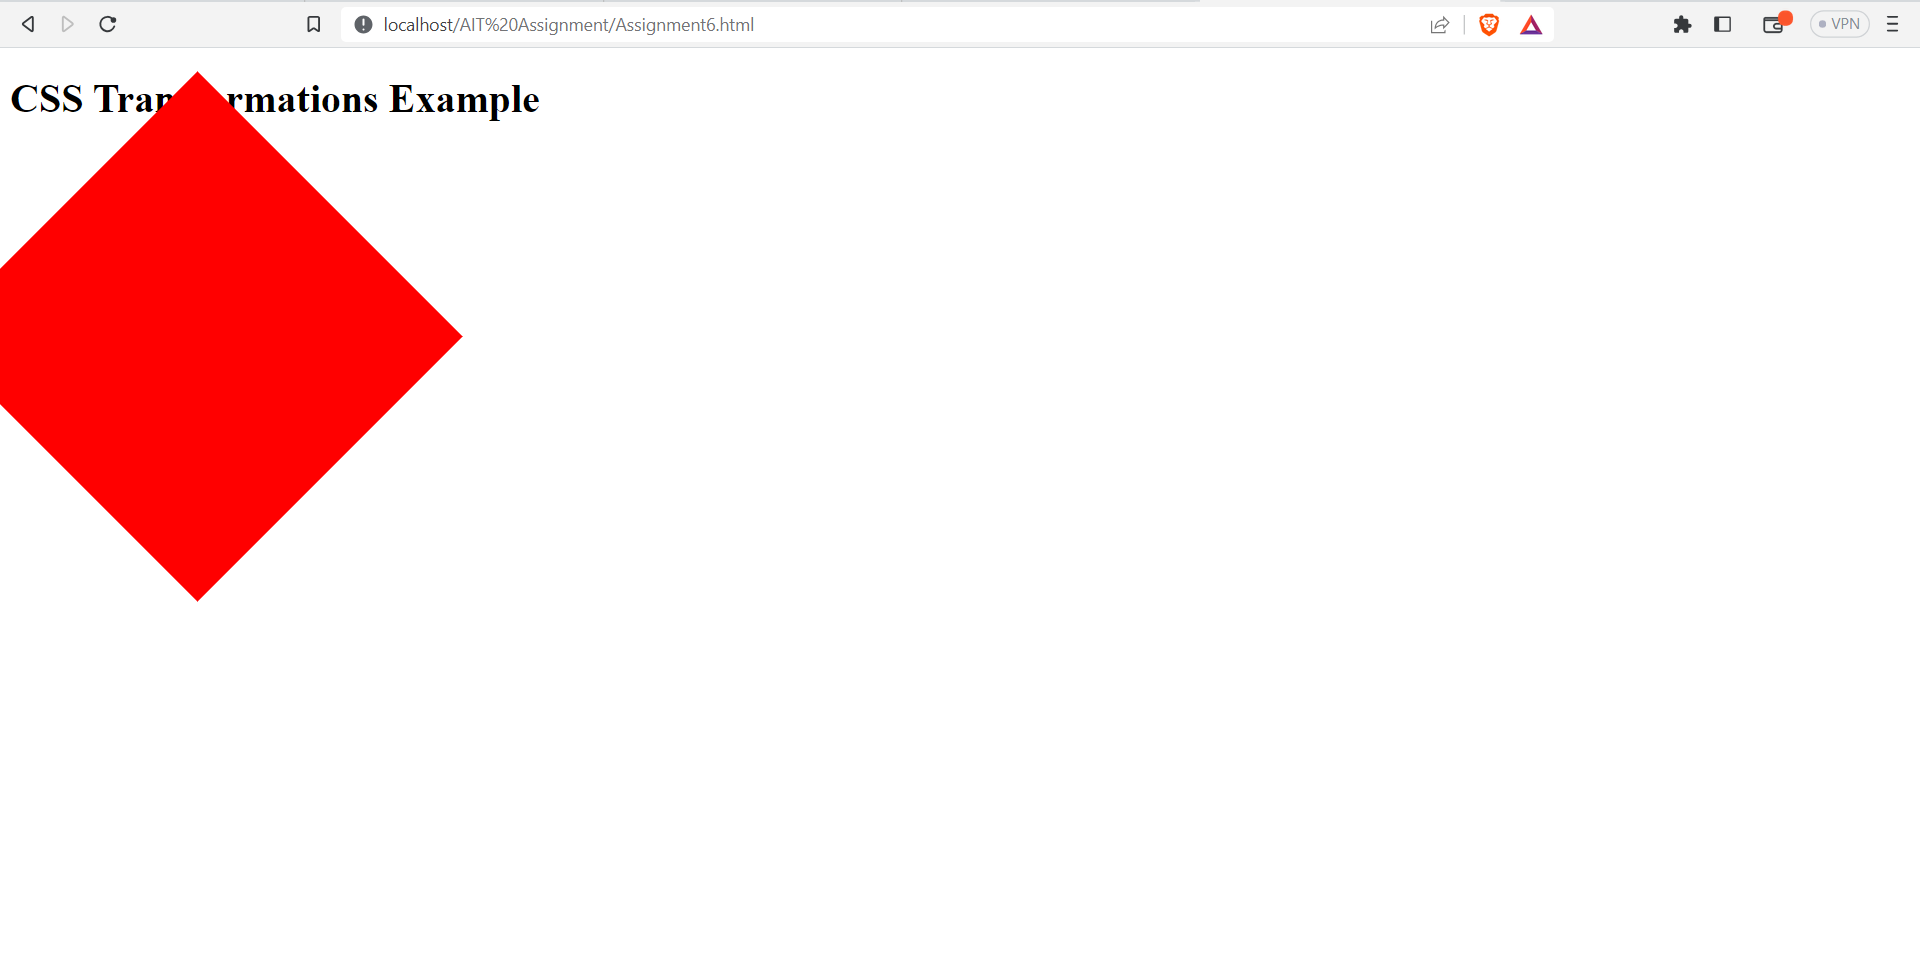 localhost/AIT%20Assignment/Assignment6.html
VPN
CSS Tran rmations Example